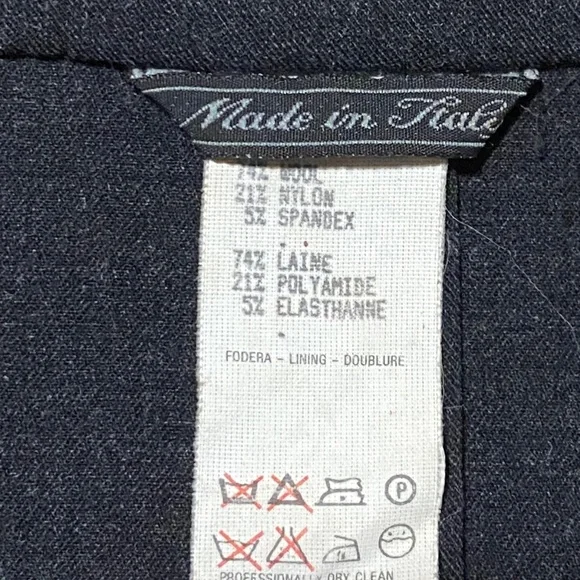 Made in Italy
74% WOOL
21% NYLON
5% SPANDEX
74% LAINE
21% POLYAMIDE
5% ELASTHANNE
FODERA - LINING - DOUBLURE
P
PROFESSIONALLY DRY CLEAN